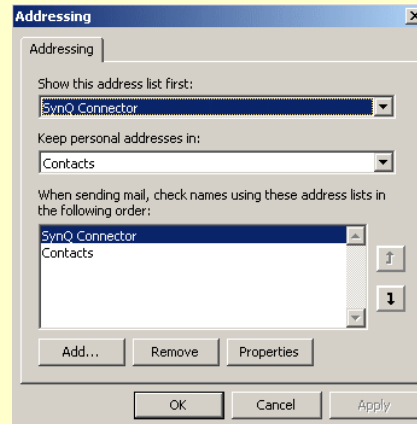 Addressing
Addressing
Show this address list first:
SynQ Connector
Keep personal addresses in:
Contacts
When sending mail, check names using these address lists in
the following order:
SynQ Connector
Contacts
Add...
Remove
Properties
OK
Cancel
Apply